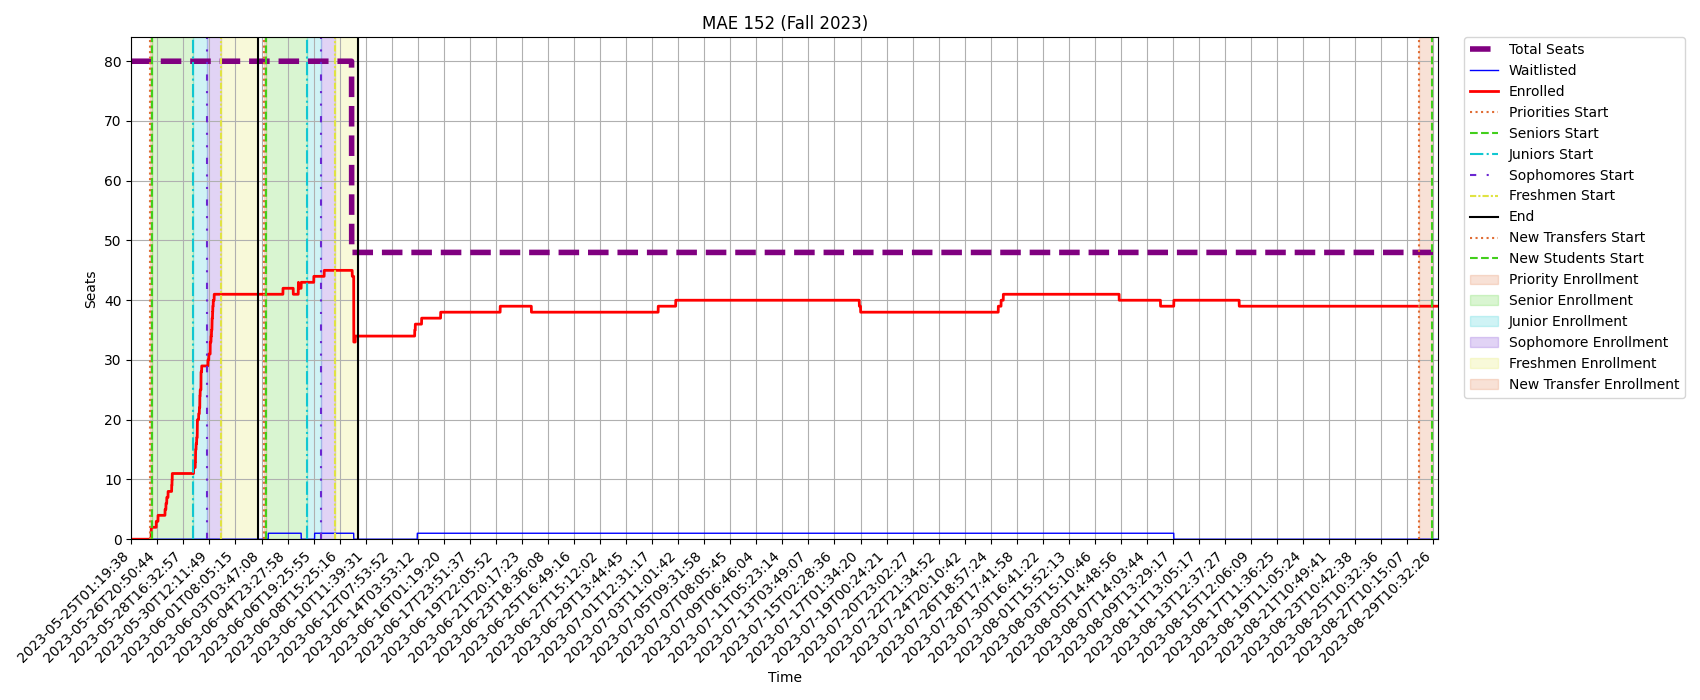 MAE 152 (Fall 2023)
Seats
80
70
60
50
40
30
20
10
0
2023-05-25T01:19:38
2023-05-26T20:50:44
2023-05-28T16:32:57
2023-05-30T12:11:49
2023-06-01T08:05:15
2023-06-03T03:47:09
2023-06-04T23:27:58
2023-06-06T19:25:55
2023-06-08T15:25:16
2023-06-10T11:39:31
2023-06-12T07:53:52
2023-06-14T03:53:12
2023-06-16T01:19:20
2023-06-17T23:51:37
2023-06-19T22:05:52
2023-06-21T20:17:23
2023-06-23T18:36:08
2023-06-25T16:49:16
2023-06-27T15:12:02
2023-06-29T13:44:45
2023-07-01T12:31:17
2023-07-03T11:01:42
2023-07-05T09:31:58
2023-07-07T08:05:45
2023-07-09T06:46:04
2023-07-11T05:23:14
2023-07-13T03:49:07
2023-07-15T02:28:36
2023-07-17T01:34:20
2023-07-19T00:24:21
2023-07-20T23:02:27
2023-07-22T21:34:52
2023-07-24T20:10:42
2023-07-26T18:57:24
2023-07-28T17:41:58
2023-07-30T16:41:22
2023-08-01T15:52:13
2023-08-03T15:10:46
2023-08-05T14:48:56
2023-08-07T14:03:44
2023-08-09T13:29:17
2023-08-11T13:05:17
2023-08-13T12:37:27
2023-08-15T12:06:09
2023-08-17T11:36:25
2023-08-19T11:05:24
2023-08-21T10:49:41
2023-08-23T10:42:38
2023-08-25T10:32:36
2023-08-27T10:15:07
2023-08-29T10:32:26
Time
Total Seats
Waitlisted
Enrolled
Priorities Start
Seniors Start
Juniors Start
Sophomores Start
Freshmen Start
End
New Transfers Start
New Students Start
Priority Enrollment
Senior Enrollment
Junior Enrollment
Sophomore Enrollment
Freshmen Enrollment
New Transfer Enrollment